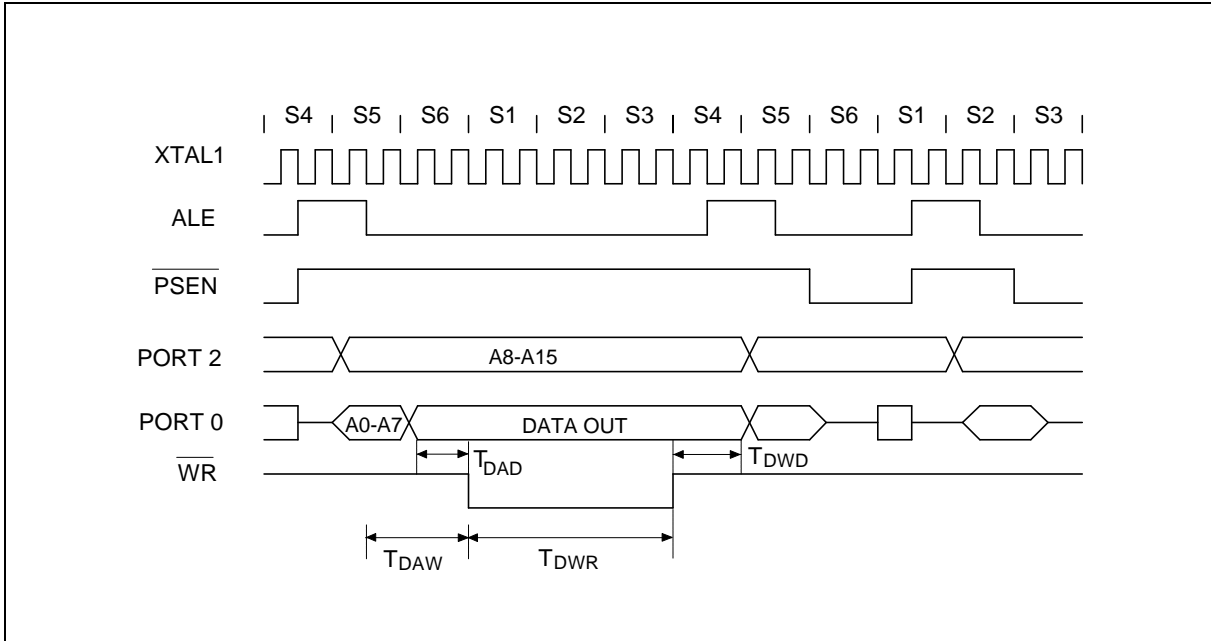 S4 S5 S6 S1 S2 S3 S4 S5 S6 S1 S2 S3
XTAL1
ALE
PSEN
PORT 2 A8-A15
PORT 0 A0-A7 DATA OUT
WR TDAD TDWD
TDAW TDWR